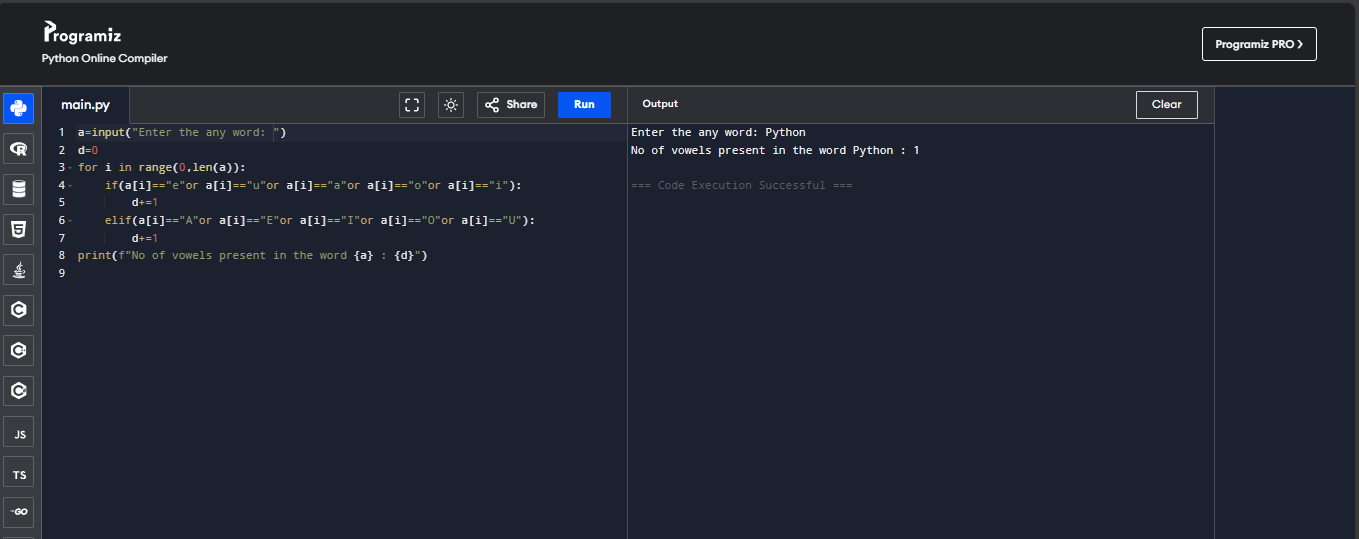 Programiz
Python Online Compiler
Programiz PRO >
main.py
Share
Run
Output
Clear
1 a=input("Enter the any word: ")
2 d=0
3 for i in range(0,len(a)):
4     if(a[i]=="e"or a[i]=="u"or a[i]=="a"or a[i]=="o"or a[i]=="i"):
5         d+=1
6     elif(a[i]=="A"or a[i]=="E"or a[i]=="I"or a[i]=="O"or a[i]=="U"):
7         d+=1
8 print(f"No of vowels present in the word {a} : {d}")
9
Enter the any word: Python
No of vowels present in the word Python : 1
=== Code Execution Successful ===
R
5
C
C
C
JS
TS
GO